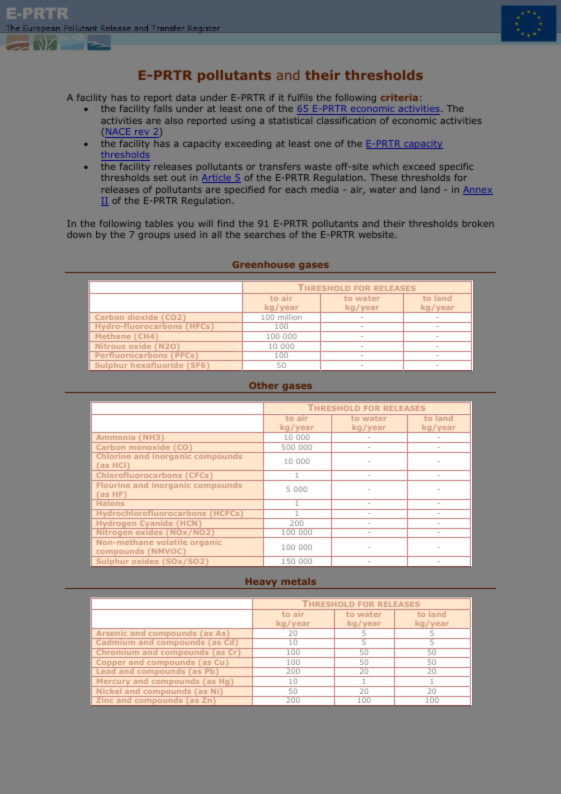 E-PRTR
The European Pollutant Release and Transfer Register
E-PRTR pollutants and their thresholds
A facility has to report data under E-PRTR if it fulfils the following criteria:
• the facility falls under at least one of the 65 E-PRTR economic activities. The
activities are also reported using a statistical classification of economic activities
(NACE rev 2)
• the facility has a capacity exceeding at least one of the E-PRTR capacity
thresholds
• the facility releases pollutants or transfers waste off-site which exceed specific
thresholds set out in Article 5 of the E-PRTR Regulation. These thresholds for
releases of pollutants are specified for each media - air, water and land - in Annex
II of the E-PRTR Regulation.
In the following tables you will find the 91 E-PRTR pollutants and their thresholds broken
down by the 7 groups used in all the searches of the E-PRTR website.
Greenhouse gases
THRESHOLD FOR RELEASES
to air to water to land
kg/year kg/year kg/year
Carbon dioxide (CO2) 100 million - -
Hydro-fluorocarbons (HFCs) 100 - -
Methane (CH4) 100 000 - -
Nitrous oxide (N2O) 10 000 - -
Perfluorocarbons (PFCs) 100 - -
Sulphur hexafluoride (SF6) 50 - -
Other gases
THRESHOLD FOR RELEASES
to air to water to land
kg/year kg/year kg/year
Ammonia (NH3) 10 000 - -
Carbon monoxide (CO) 500 000 - -
Chlorine and inorganic compounds
(as HCl) 10 000 - -
Chlorofluorocarbons (CFCs) 1 - -
Flourine and inorganic compounds
(as HF) 5 000 - -
Halons 1 - -
Hydrochlorofluorocarbons (HCFCs) 1 - -
Hydrogen Cyanide (HCN) 200 - -
Nitrogen oxides (NOx/NO2) 100 000 - -
Non-methane volatile organic
compounds (NMVOC) 100 000 - -
Sulphur oxides (SOx/SO2) 150 000 - -
Heavy metals
THRESHOLD FOR RELEASES
to air to water to land
kg/year kg/year kg/year
Arsenic and compounds (as As) 20 5 5
Cadmium and compounds (as Cd) 10 5 5
Chromium and compounds (as Cr) 100 50 50
Copper and compounds (as Cu) 100 50 50
Lead and compounds (as Pb) 200 20 20
Mercury and compounds (as Hg) 10 1 1
Nickel and compounds (as Ni) 50 20 20
Zinc and compounds (as Zn) 200 100 100